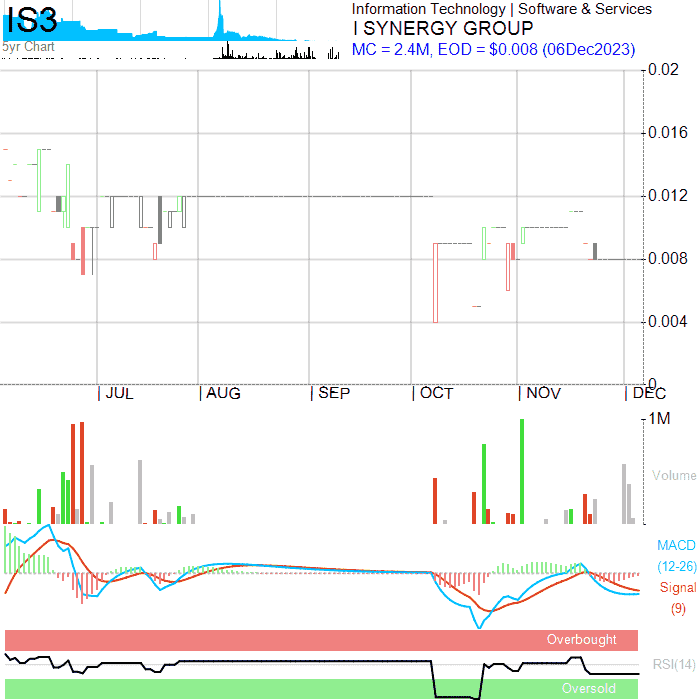 IS3
5yr Chart
Information Technology | Software & Services
I SYNERGY GROUP
MC = 2.4M, EOD = $0.008 (06Dec2023)
0.02
0.016
0.012
0.008
0.004
0
JUL AUG SEP OCT NOV DEC
1M
Volume
MACD
(12-26)
Signal
(9)
Overbought
RSI(14)
Oversold